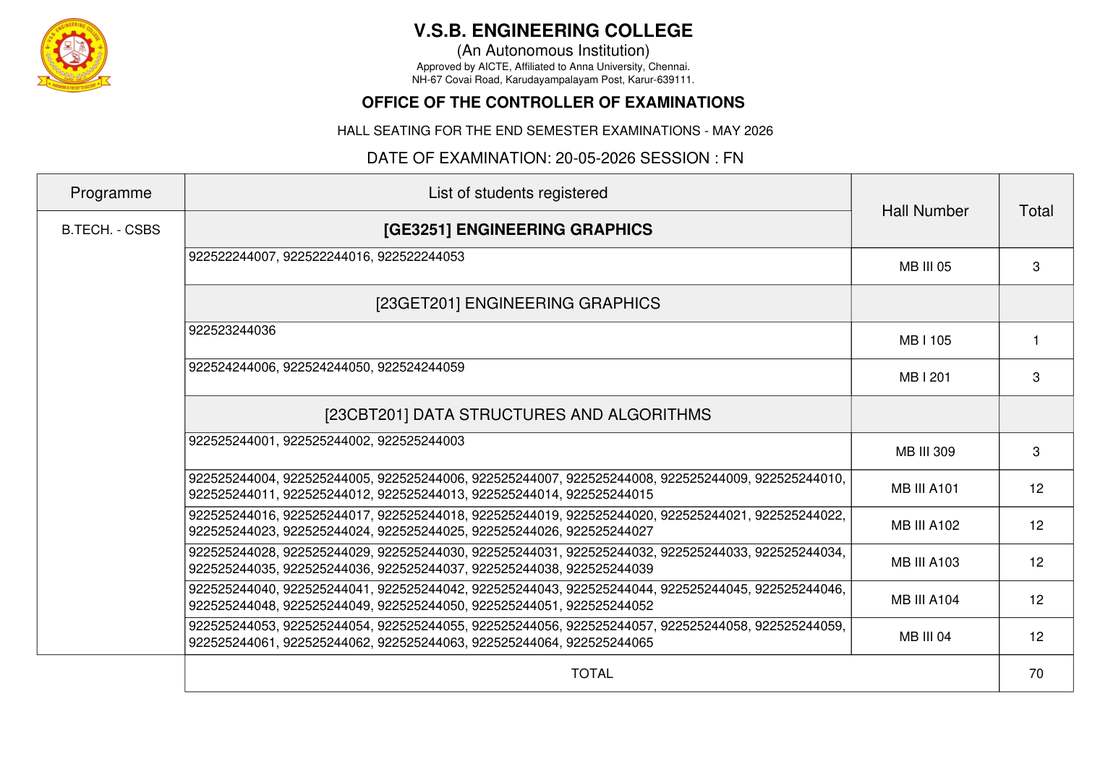 V.S.B. ENGINEERING COLLEGE
(An Autonomous Institution)
Approved by AICTE, Affiliated to Anna University, Chennai.
NH-67 Covai Road, Karudayampalayam Post, Karur-639111.
OFFICE OF THE CONTROLLER OF EXAMINATIONS
HALL SEATING FOR THE END SEMESTER EXAMINATIONS - MAY 2026
DATE OF EXAMINATION: 20-05-2026 SESSION : FN
Programme List of students registered Hall Number Total
B.TECH. - CSBS [GE3251] ENGINEERING GRAPHICS
922522244007, 922522244016, 922522244053 MB III 05 3
[23GET201] ENGINEERING GRAPHICS
922523244036 MB I 105 1
922524244006, 922524244050, 922524244059 MB I 201 3
[23CBT201] DATA STRUCTURES AND ALGORITHMS
922525244001, 922525244002, 922525244003 MB III 309 3
922525244004, 922525244005, 922525244006, 922525244007, 922525244008, 922525244009, 922525244010,
922525244011, 922525244012, 922525244013, 922525244014, 922525244015 MB III A101 12
922525244016, 922525244017, 922525244018, 922525244019, 922525244020, 922525244021, 922525244022,
922525244023, 922525244024, 922525244025, 922525244026, 922525244027 MB III A102 12
922525244028, 922525244029, 922525244030, 922525244031, 922525244032, 922525244033, 922525244034,
922525244035, 922525244036, 922525244037, 922525244038, 922525244039 MB III A103 12
922525244040, 922525244041, 922525244042, 922525244043, 922525244044, 922525244045, 922525244046,
922525244048, 922525244049, 922525244050, 922525244051, 922525244052 MB III A104 12
922525244053, 922525244054, 922525244055, 922525244056, 922525244057, 922525244058, 922525244059,
922525244061, 922525244062, 922525244063, 922525244064, 922525244065 MB III 04 12
TOTAL 70